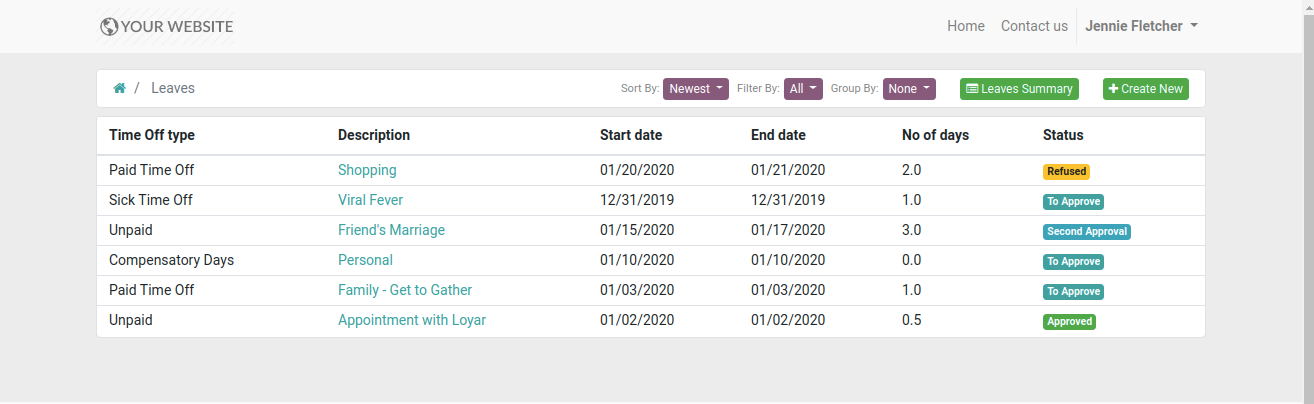 YOUR WEBSITE Home Contact us Jennie Fletcher
/ Leaves Sort By: Newest Filter By: All Group By: None Leaves Summary Create New
Time Off type Description Start date End date No of days Status
Paid Time Off Shopping 01/20/2020 01/21/2020 2.0 Refused
Sick Time Off Viral Fever 12/31/2019 12/31/2019 1.0 To Approve
Unpaid Friend's Marriage 01/15/2020 01/17/2020 3.0 Second Approval
Compensatory Days Personal 01/10/2020 01/10/2020 0.0 To Approve
Paid Time Off Family - Get to Gather 01/03/2020 01/03/2020 1.0 To Approve
Unpaid Appointment with Loyar 01/02/2020 01/02/2020 0.5 Approved